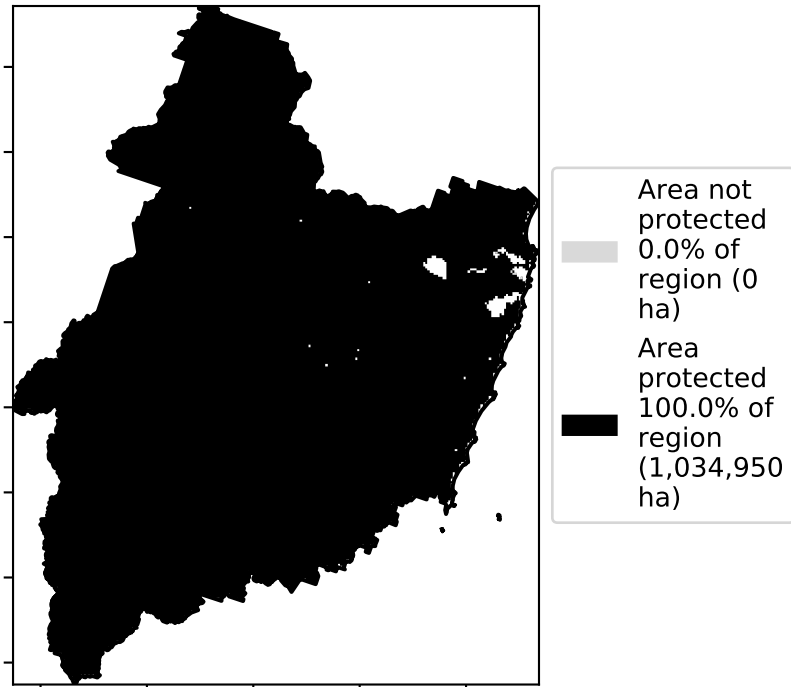 Area not
protected
0.0% of
region (0
ha)
Area
protected
100.0% of
region
(1,034,950
ha)